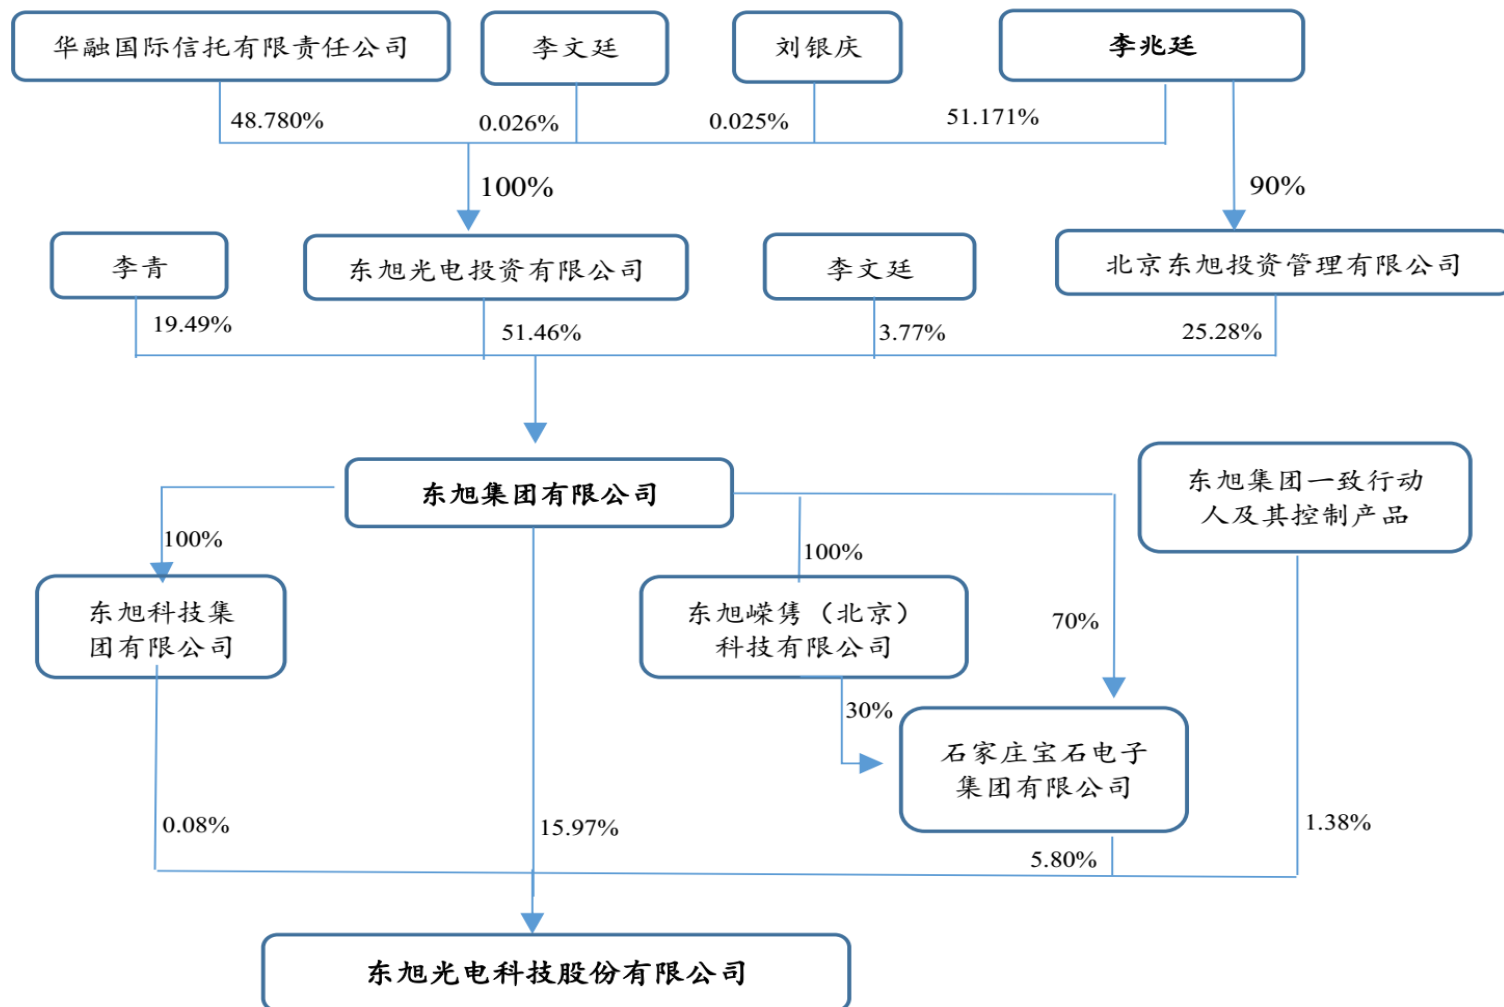 华融国际信托有限责任公司
李文廷
刘银庆
李兆廷
48.780%
0.026%
0.025%
51.171%
100%
90%
李青
东旭光电投资有限公司
李文廷
北京东旭投资管理有限公司
19.49%
51.46%
3.77%
25.28%
东旭集团有限公司
东旭集团一致行动
人及其控制产品
100%
100%
70%
东旭科技集
团有限公司
东旭嵘隽（北京）
科技有限公司
30%
石家庄宝石电子
集团有限公司
0.08%
15.97%
5.80%
1.38%
东旭光电科技股份有限公司